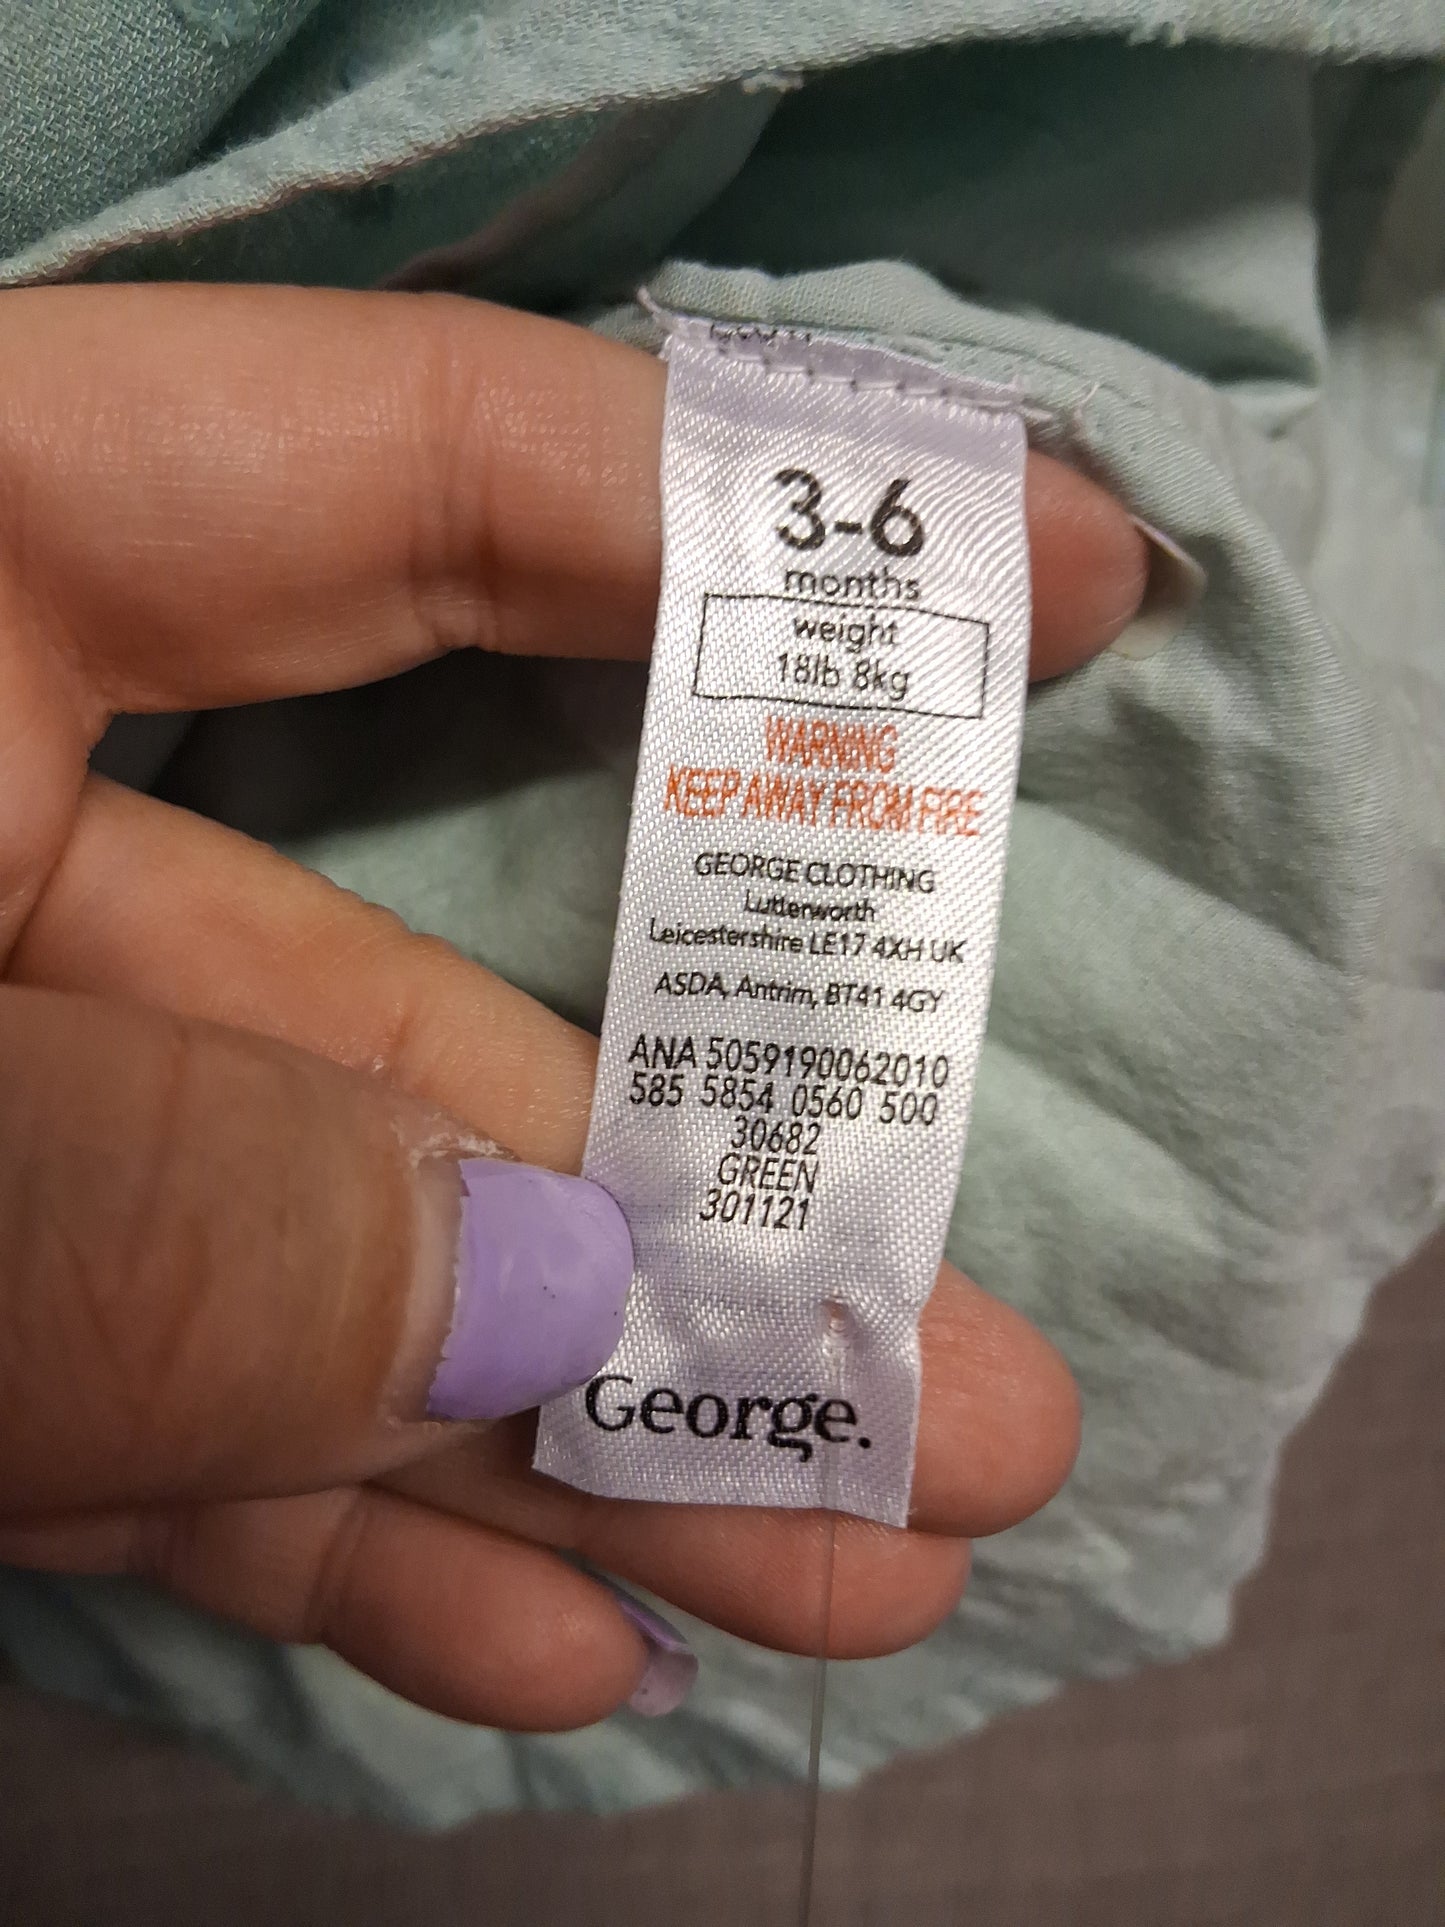 3-6
months
weight
18lb 8kg
WARNING
KEEP AWAY FROM FIRE
GEORGE CLOTHING
Lutterworth
Leicestershire LE17 4XH UK
ASDA, Antrim, BT41 4GY
ANA 5059190062010
585 5854 0560 500
30682
GREEN
301121
George.